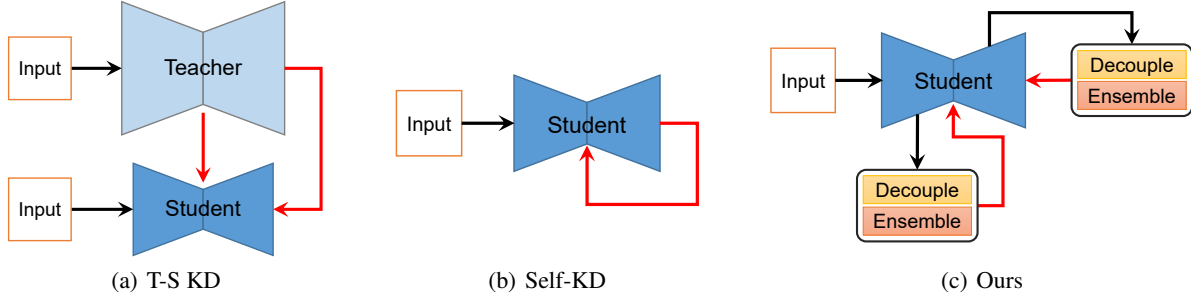 Input
Teacher
Input
Student
(a) T-S KD
Input
Student
(b) Self-KD
Input
Student
Decouple
Ensemble
Decouple
Ensemble
(c) Ours